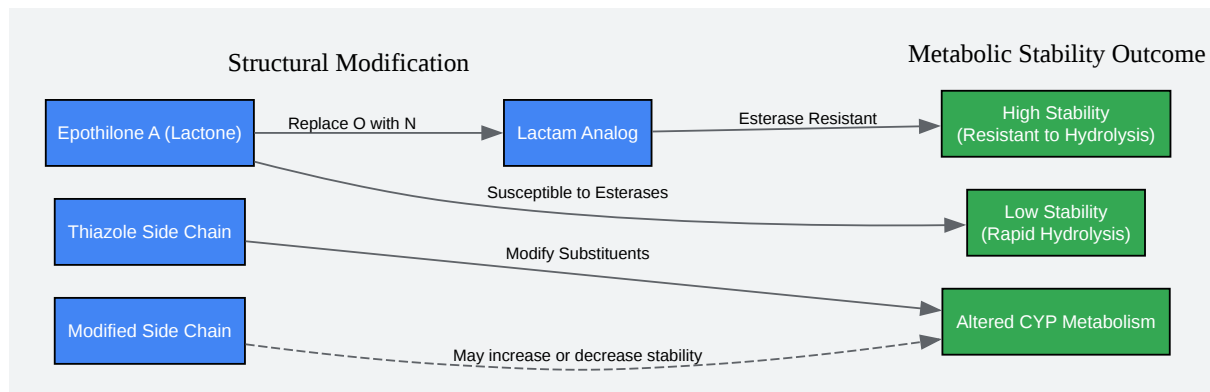 Structural Modification
Metabolic Stability Outcome
Epothilone A (Lactone)
Replace O with N
Lactam Analog
Esterase Resistant
High Stability
(Resistant to Hydrolysis)
Susceptible to Esterases
Low Stability
(Rapid Hydrolysis)
Thiazole Side Chain
Modify Substituents
Altered CYP Metabolism
Modified Side Chain
May increase or decrease stability